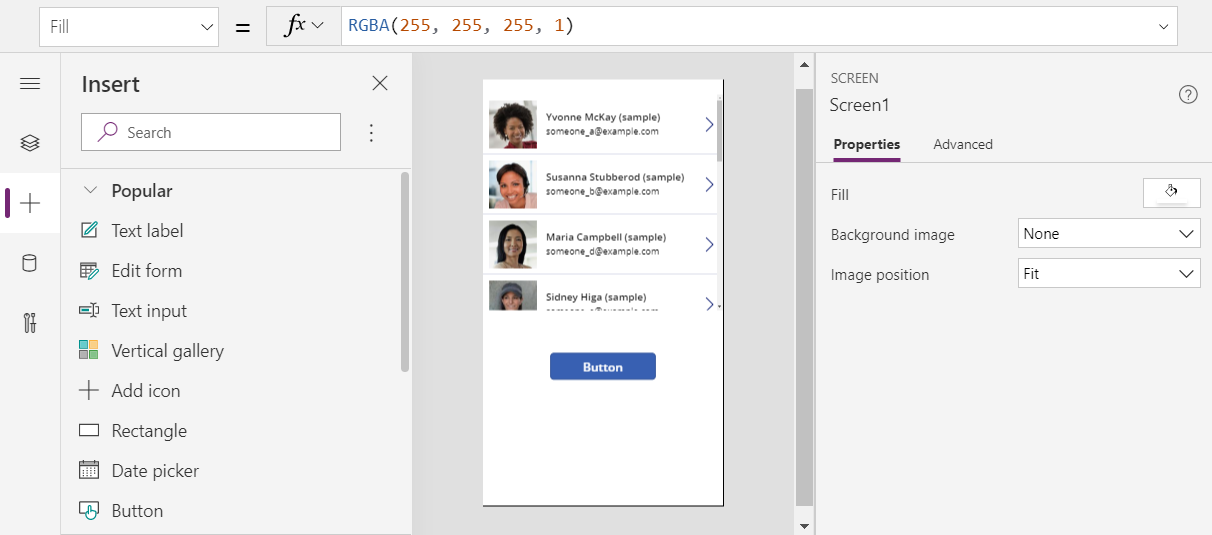 Fill = fx RGBA(255, 255, 255, 1)
Insert
Search
Popular
Text label
Edit form
Text input
Vertical gallery
Add icon
Rectangle
Date picker
Button
Yvonne McKay (sample)
someone_a@example.com
Susanna Stubberod (sample)
someone_b@example.com
Maria Campbell (sample)
someone_d@example.com
Sidney Higa (sample)
Button
SCREEN
Screen1
Properties Advanced
Fill
Background image None
Image position Fit